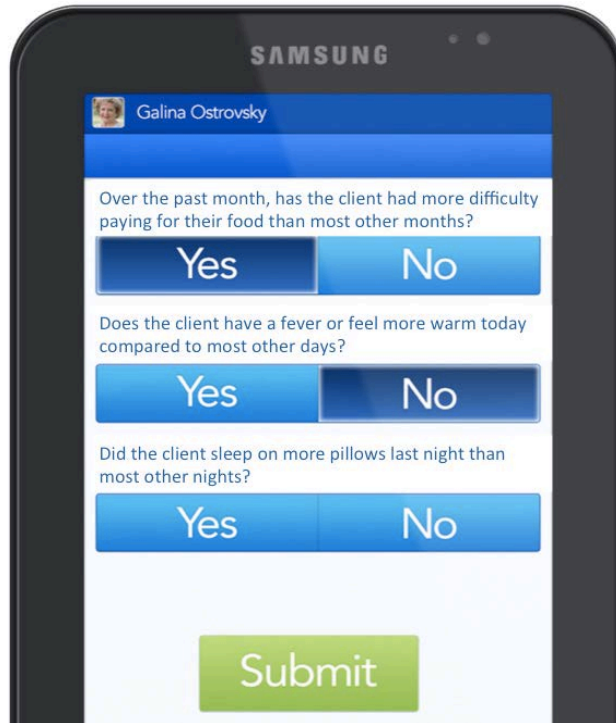 SAMSUNG
Galina Ostrovsky
Over the past month, has the client had more difficulty
paying for their food than most other months?
Yes No
Does the client have a fever or feel more warm today
compared to most other days?
Yes No
Did the client sleep on more pillows last night than
most other nights?
Yes No
Submit